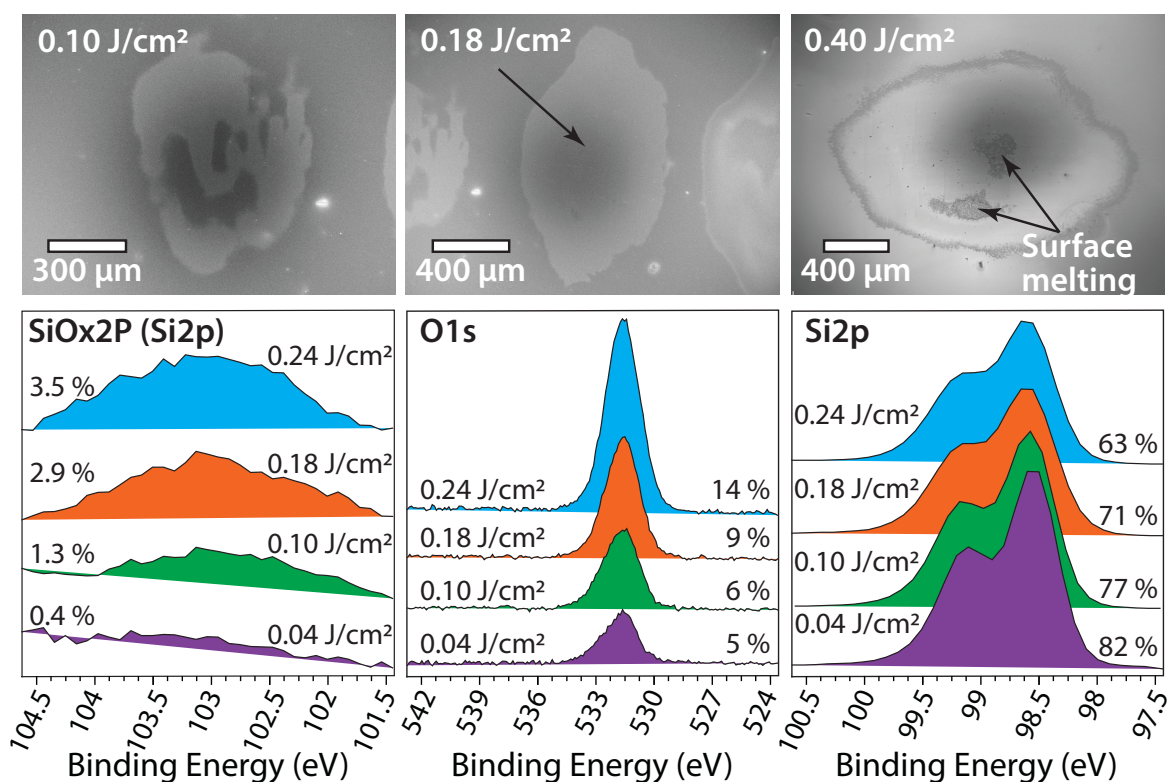 0.10 J/cm²
300 µm
0.18 J/cm²
400 µm
0.40 J/cm²
Surface
melting
400 µm
SiOx2P (Si2p)
0.24 J/cm²
3.5 %
0.18 J/cm²
2.9 %
0.10 J/cm²
1.3 %
0.04 J/cm²
0.4 %
104.5 104 103.5 103 102.5 102 101.5
Binding Energy (eV)
O1s
0.24 J/cm² 14 %
0.18 J/cm² 9 %
0.10 J/cm² 6 %
0.04 J/cm² 5 %
542 539 536 533 530 527 524
Binding Energy (eV)
Si2p
0.24 J/cm²
63 %
0.18 J/cm²
71 %
0.10 J/cm²
77 %
0.04 J/cm²
82 %
100.5 100 99.5 99 98.5 98 97.5
Binding Energy (eV)